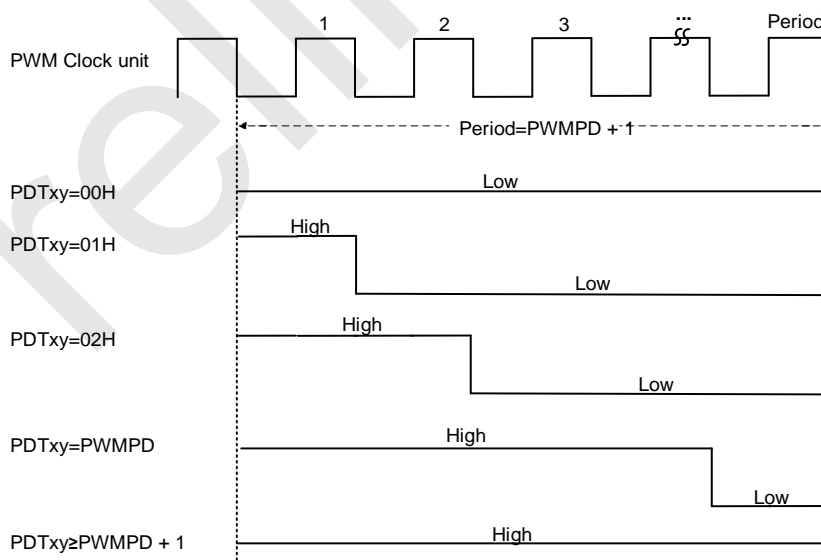 1 2 3 ... Period
PWM Clock unit
Period=PWMPD + 1
PDTxy=00H Low
PDTxy=01H High
Low
PDTxy=02H High
Low
PDTxy=PWMPD High
Low
PDTxy≥PWMPD + 1 High